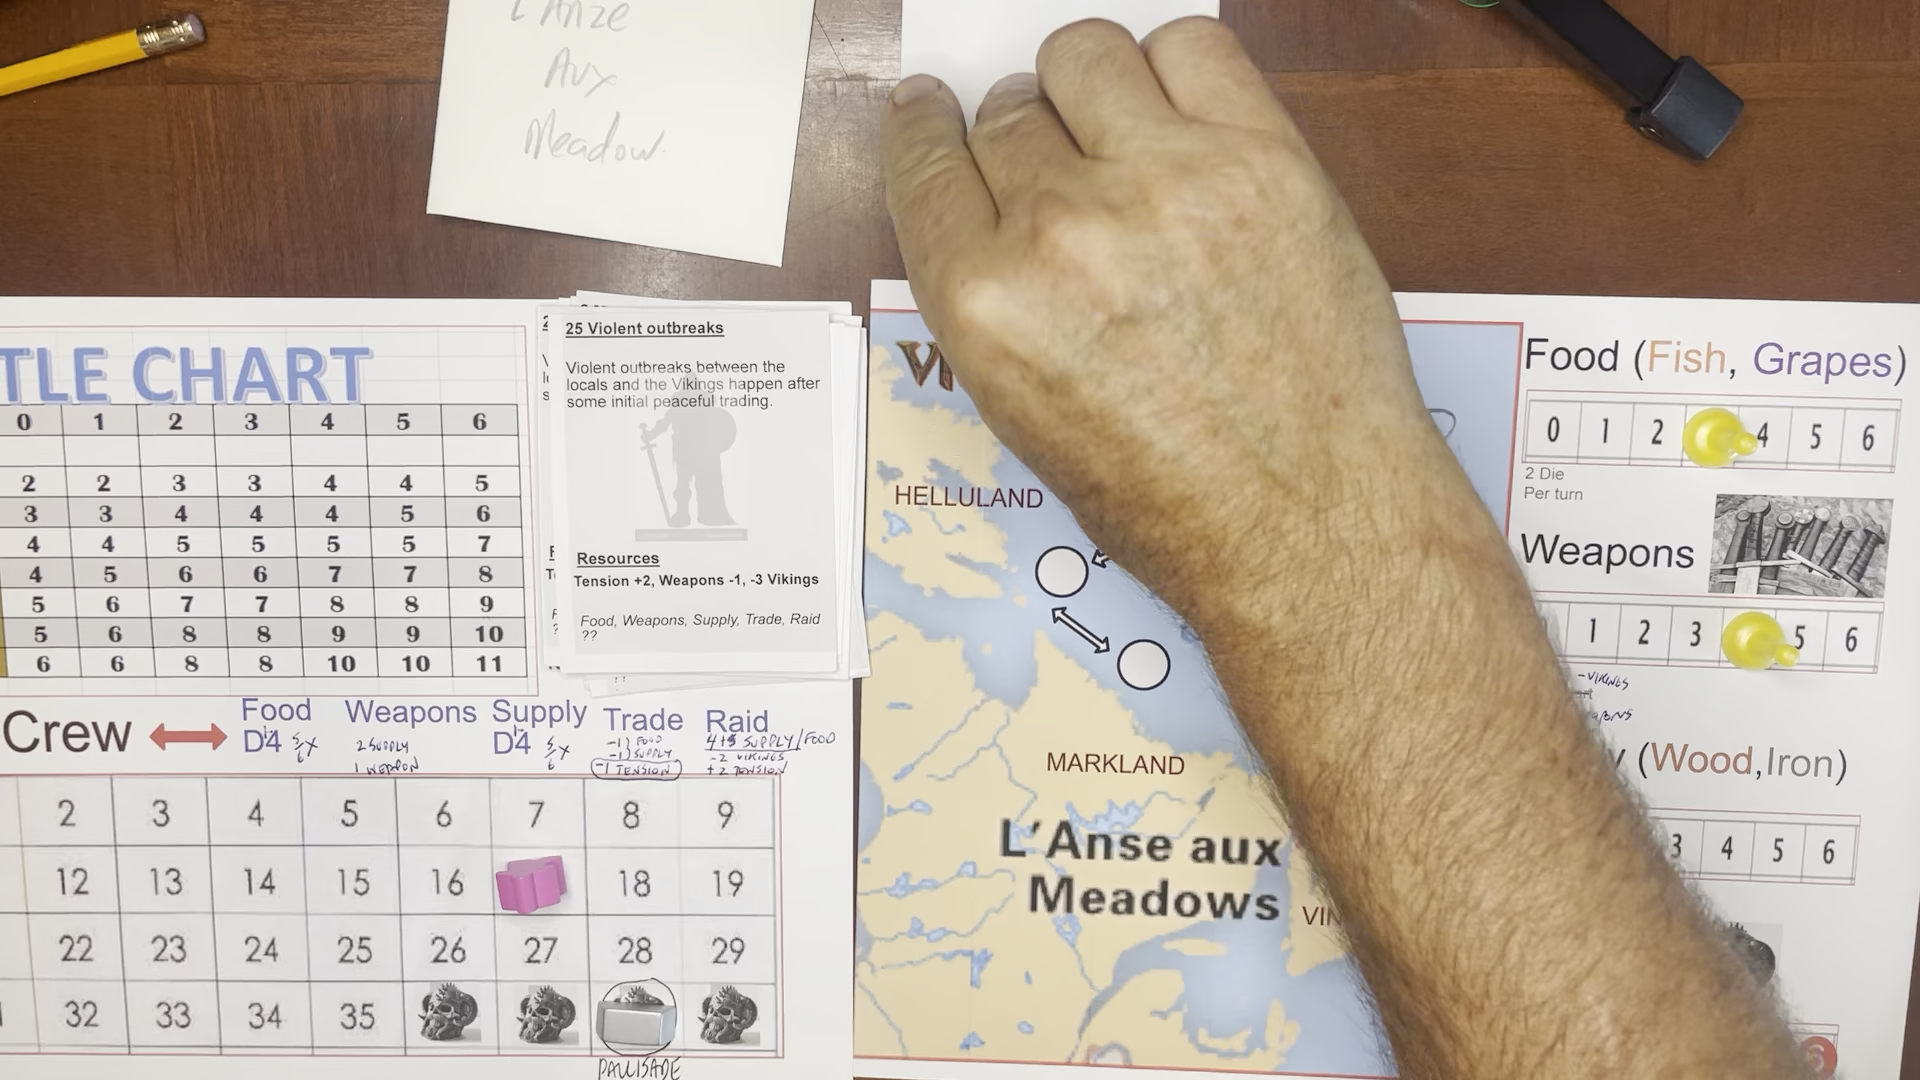 L'Anze
Aux
Meadow.
TLE CHART
0 1 2 3 4 5 6
2 2 3 3 4 4 5
3 3 4 4 4 5 6
4 4 5 5 5 5 7
4 5 6 6 7 7 8
5 6 7 7 8 8 9
5 6 8 8 9 9 10
6 6 8 8 10 10 11
25 Violent outbreaks
Violent outbreaks between the
locals and the Vikings happen after
some initial peaceful trading.
Resources
Tension +2, Weapons -1, -3 Vikings
Food, Weapons, Supply, Trade, Raid
??
Crew
Food
D4
Weapons
2 SUPPLY
1 WEAPON
Supply
D4
Trade
-1) FOOD
-1) SUPPLY
-1 TENSION
Raid
SUPPLY/FOOD
-2 VIKINGS
+2 TENSION
2 3 4 5 6 7 8 9
12 13 14 15 16 18 19
22 23 24 25 26 27 28 29
32 33 34 35
PALLISADE
VI
HELLULAND
MARKLAND
L'Anse aux
Meadows
VIN
Food (Fish, Grapes)
0 1 2 4 5 6
2 Die
Per turn
Weapons
1 2 3 5 6
-VIKINGS
y (Wood,Iron)
3 4 5 6